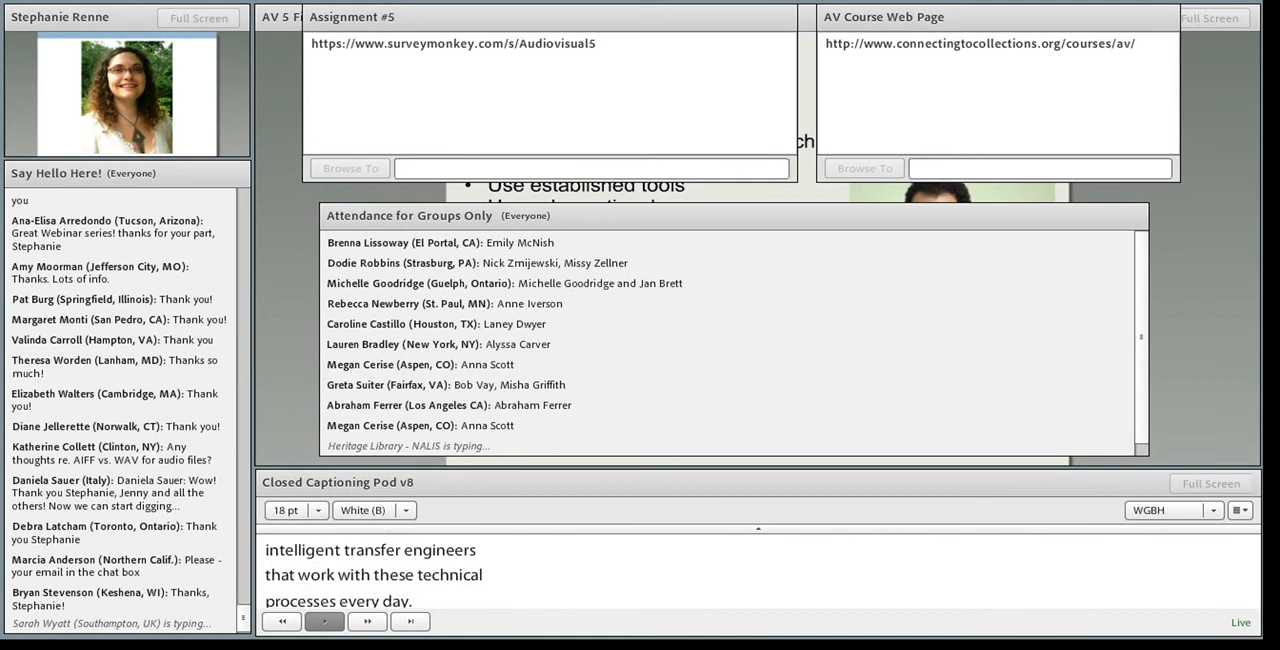 Stephanie Renne
Full Screen
Say Hello Here! (Everyone)
you
Ana-Elisa Arredondo (Tucson, Arizona):
Great Webinar series! thanks for your part,
Stephanie
Amy Moorman (Jefferson City, MO):
Thanks. Lots of info.
Pat Burg (Springfield, Illinois): Thank you!
Margaret Monti (San Pedro, CA): Thank you!
Valinda Carroll (Hampton, VA): Thank you
Theresa Worden (Lanham, MD): Thanks so
much!
Elizabeth Walters (Cambridge, MA): Thank
you!
Diane Jellerette (Norwalk, CT): Thank you!
Katherine Collett (Clinton, NY): Any
thoughts re. AIFF vs. WAV for audio files?
Daniela Sauer (Italy): Daniela Sauer: Wow!
Thank you Stephanie, Jenny and all the
others! Now we can start digging...
Debra Latcham (Toronto, Ontario): Thank
you Stephanie
Marcia Anderson (Northern Calif.): Please -
your email in the chat box
Bryan Stevenson (Keshena, WI): Thanks,
Stephanie!
Sarah Wyatt (Southampton, UK) is typing...
AV 5 Fi
Assignment #5
https://www.surveymonkey.com/s/Audiovisual5
Browse To
AV Course Web Page
Full Screen
http://www.connectingtocollections.org/courses/av/
Browse To
ch
• Use established tools
Attendance for Groups Only (Everyone)
Brenna Lissoway (El Portal, CA): Emily McNish
Dodie Robbins (Strasburg, PA): Nick Zmijewski, Missy Zellner
Michelle Goodridge (Guelph, Ontario): Michelle Goodridge and Jan Brett
Rebecca Newberry (St. Paul, MN): Anne Iverson
Caroline Castillo (Houston, TX): Laney Dwyer
Lauren Bradley (New York, NY): Alyssa Carver
Megan Cerise (Aspen, CO): Anna Scott
Greta Suiter (Fairfax, VA): Bob Vay, Misha Griffith
Abraham Ferrer (Los Angeles CA): Abraham Ferrer
Megan Cerise (Aspen, CO): Anna Scott
Heritage Library - NALIS is typing...
Closed Captioning Pod v8
Full Screen
18 pt
White (B)
WGBH
intelligent transfer engineers
that work with these technical
processes every day.
Live